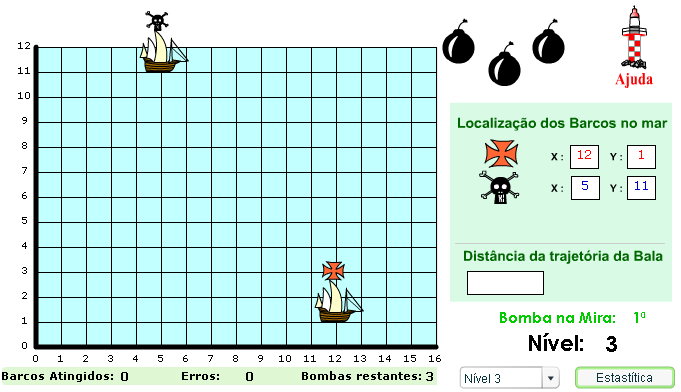 Ajuda
Localização dos Barcos no mar
X : 12 Y : 1
X : 5 Y : 11
Distância da trajetória da Bala
Bomba na Mira: 1ª
Nível: 3
Nível 3
Estastítica
12
11
10
9
8
7
6
5
4
3
2
1
0
0 1 2 3 4 5 6 7 8 9 10 11 12 13 14 15 16
Barcos Atingidos: 0 Erros: 0 Bombas restantes: 3